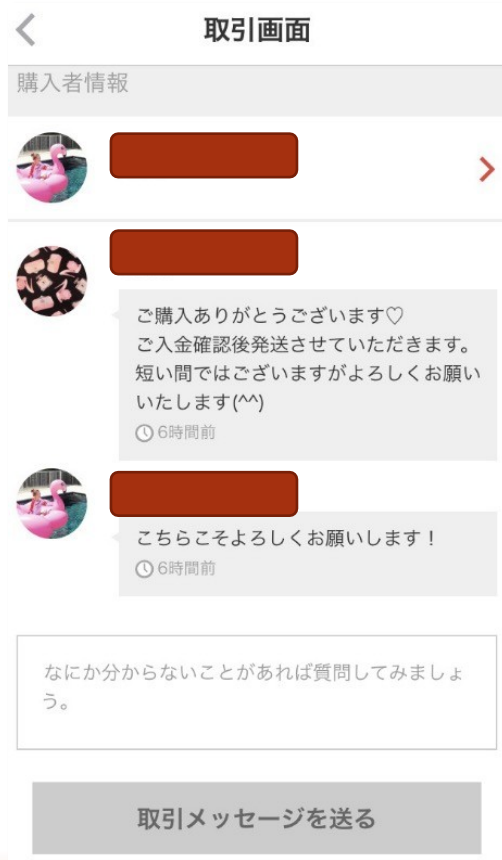 取引画面
購入者情報
ご購入ありがとうございます♡
ご入金確認後発送させていただきます。
短い間ではございますがよろしくお願い
いたします(^^)
6時間前
こちらこそよろしくお願いします！
6時間前
なにか分からないことがあれば質問してみましょ
う。
取引メッセージを送る